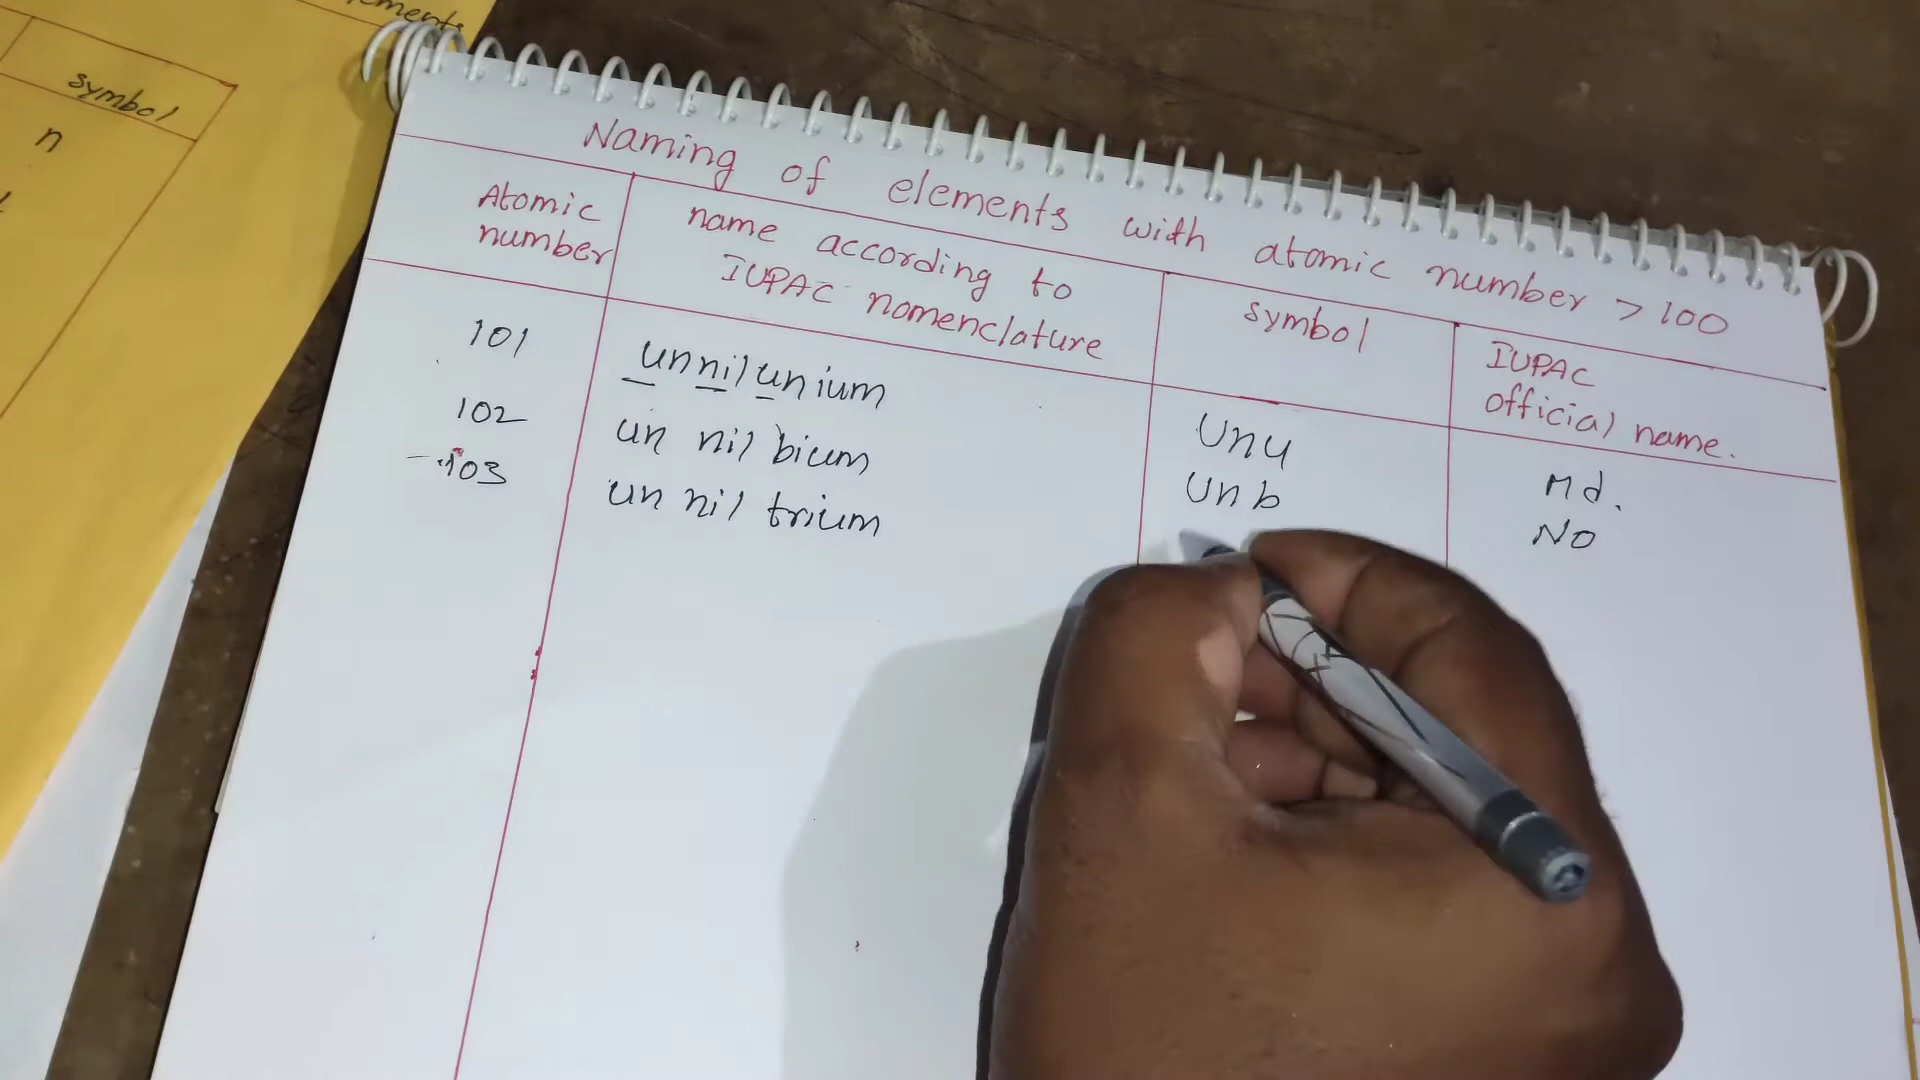 ements
symbol
n
Naming of elements with atomic number > 100
Atomic number
name according to IUPAC nomenclature
symbol
IUPAC official name.
101 unnilunium Unu Md.
102 un nil bium Unb NO
103 un nil trium